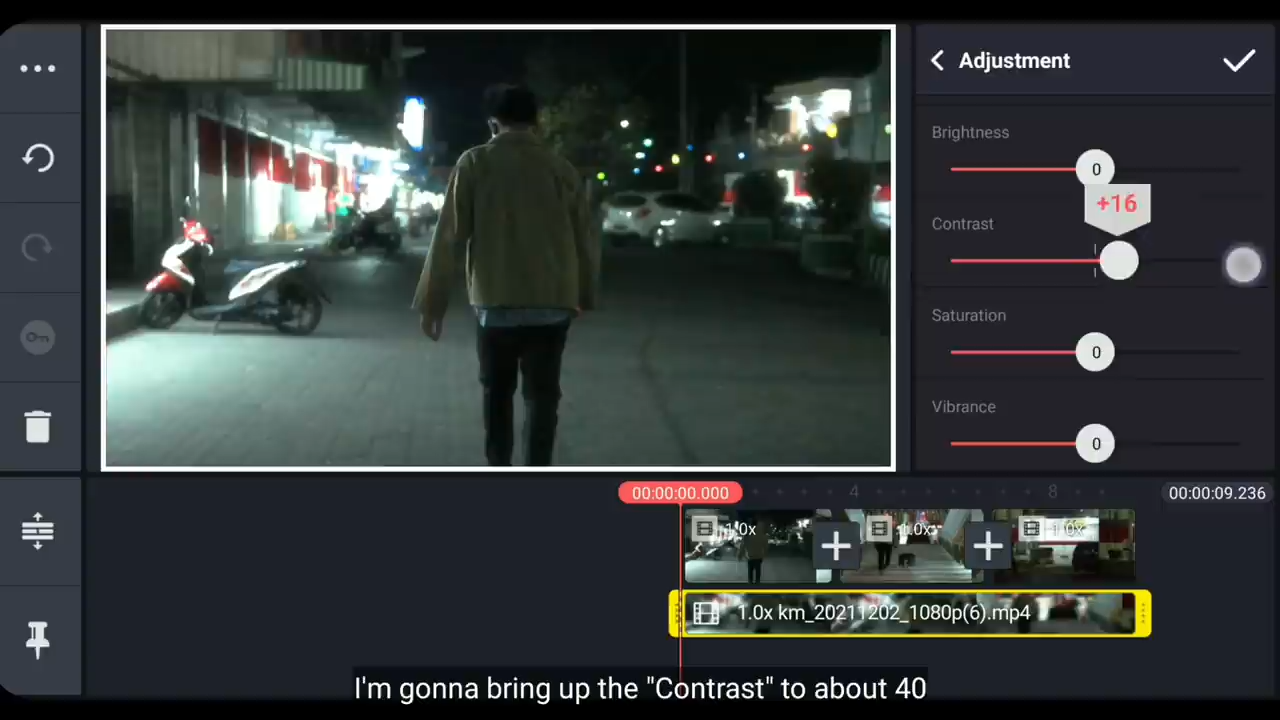 Adjustment
Brightness
0
+16
Contrast
Saturation
0
Vibrance
0
00:00:00.000
4
8
00:00:09.236
1.0x
1.0x
1.0x
1.0x km_20211202_1080p(6).mp4
I'm gonna bring up the "Contrast" to about 40